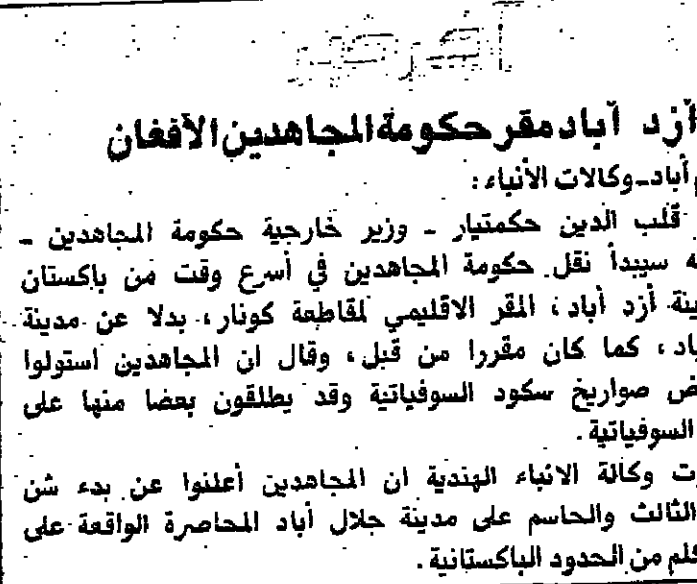 أزد أباد مقر حكومة المجاهدين الأفغان
أباد ـ وكالات الأنباء :
قلب الدين حكمتيار ـ وزير خارجية حكومة المجاهدين ـ
ه سيبدأ نقل حكومة المجاهدين في أسرع وقت من باكستان
ينة أزد أباد ، المقر الاقليمي لمقاطعة كونار ، بدلا عن مدينة
باد ، كما كان مقررا من قبل ، وقال ان المجاهدين استولوا
ض صواريخ سكود السوفياتية وقد يطلقون بعضا منها على
السوفياتية .
ت وكالة الانباء الهندية ان المجاهدين أعلنوا عن بدء شن
الثالث والحاسم على مدينة جلال أباد المحاصرة الواقعة على
كلم من الحدود الباكستانية .